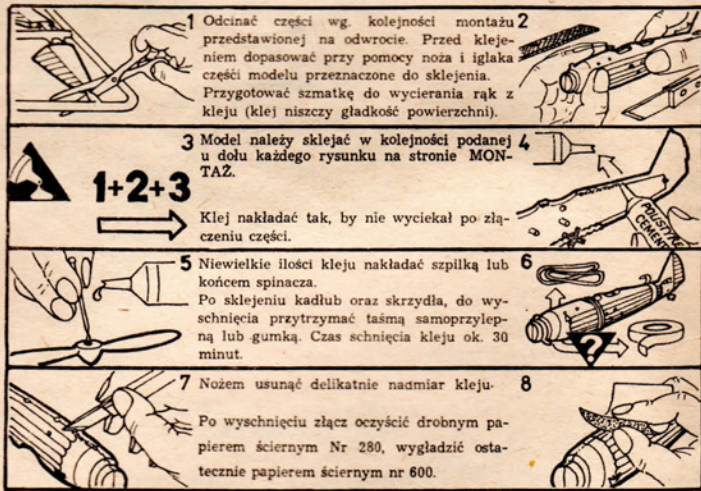 1 Odcinać części wg. kolejności montażu 2
przedstawionej na odwrocie. Przed kleje-
niem dopasować przy pomocy noża i iglaka
części modelu przeznaczone do sklejenia.
Przygotować szmatkę do wycierania rąk z
kleju (klej niszczy gładkość powierzchni).
3 Model należy sklejać w kolejności podanej 4
u dołu każdego rysunku na stronie MON-
TAŻ.
1+2+3
Klej nakładać tak, by nie wyciekał po złą-
czeniu części.
POLISTYREN
CEMENT
5 Niewielkie ilości kleju nakładać szpilką lub 6
końcem spinacza.
Po sklejeniu kadłub oraz skrzydła, do wy-
schnięcia przytrzymać taśmą samoprzylep-
ną lub gumką. Czas schnięcia kleju ok. 30
minut.
?
7 Nożem usunąć delikatnie nadmiar kleju. 8
Po wyschnięciu złącz oczyścić drobnym pa-
pierem ściernym Nr 280, wygładzić osta-
tecznie papierem ściernym nr 600.